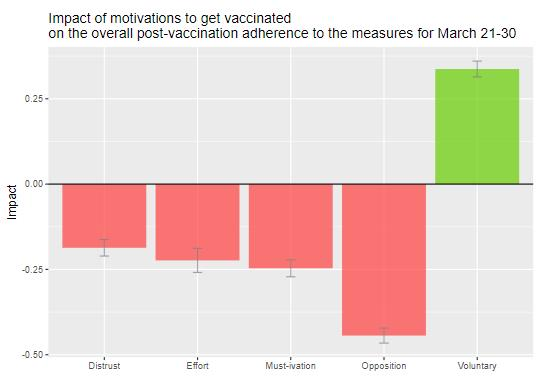 Impact of motivations to get vaccinated
on the overall post-vaccination adherence to the measures for March 21-30
Impact
0.25
0.00
-0.25
-0.50
Distrust
Effort
Must-ivation
Opposition
Voluntary